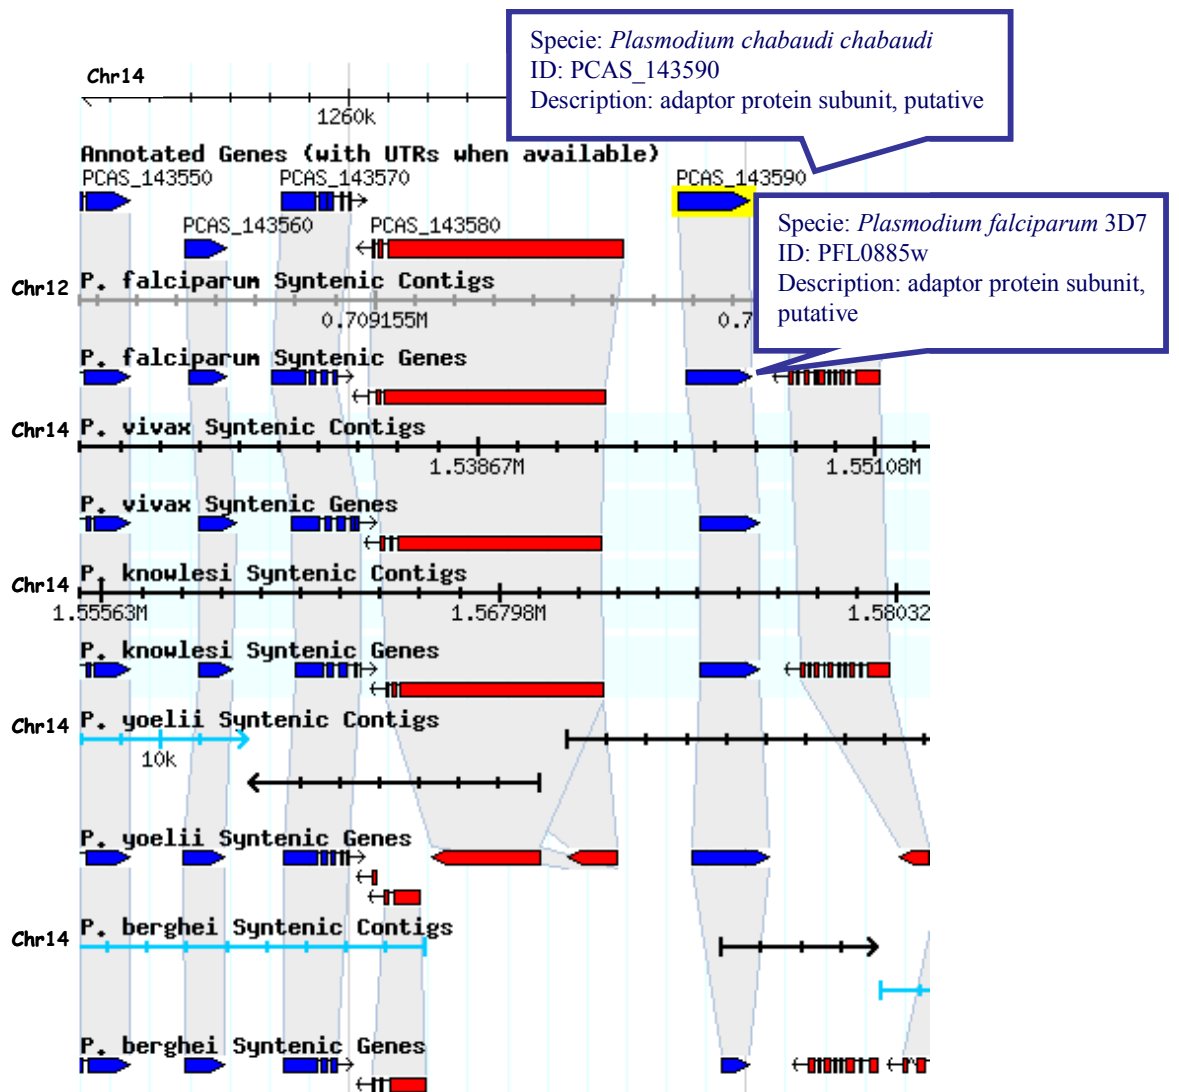 Specie: Plasmodium chabaudi chabaudi
ID: PCAS_143590
Description: adaptor protein subunit, putative
Chr14
1260k
Annotated Genes (with UTRs when available)
PCAS_143550 PCAS_143570 PCAS_143590
PCAS_143560 PCAS_143580
Specie: Plasmodium falciparum 3D7
ID: PFL0885w
Description: adaptor protein subunit,
putative
Chr12 P. falciparum Syntenic Contigs
0.709155M 0.7
P. falciparum Syntenic Genes
Chr14 P. vivax Syntenic Contigs
1.53867M 1.55108M
P. vivax Syntenic Genes
Chr14 P. knowlesi Syntenic Contigs
1.55563M 1.56798M 1.58032
P. knowlesi Syntenic Genes
Chr14 P. yoelii Syntenic Contigs
10k
P. yoelii Syntenic Genes
Chr14 P. berghei Syntenic Contigs
P. berghei Syntenic Genes